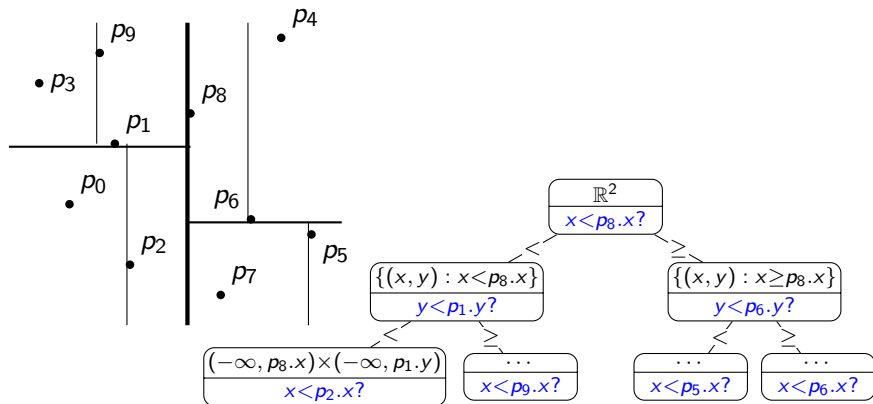 p₉
p₄
p₃
p₈
p₁
p₀
p₆
p₂
p₅
p₇
ℝ²
x<p₈.x?
< ≥
{(x, y) : x<p₈.x}
{(x, y) : x≥p₈.x}
y<p₁.y?
y<p₆.y?
< ≥ < ≥
(−∞, p₈.x)×(−∞, p₁.y)
···
···
···
x<p₂.x?
x<p₉.x?
x<p₅.x?
x<p₆.x?